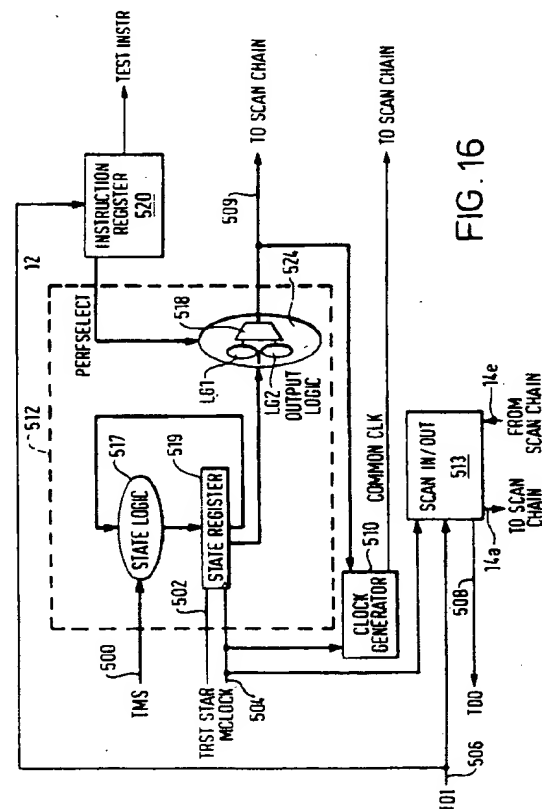 TEST INSTR
INSTRUCTION
REGISTER
520
12
PERFSELECT
512
TO SCAN CHAIN
509
518
524
LG1
LG2
OUTPUT
LOGIC
517
STATE LOGIC
519
STATE REGISTER
500
TMS
502
TRST STAR
MCLOCK
504
TO SCAN CHAIN
COMMON CLK
510
CLOCK
GENERATOR
SCAN IN/OUT
513
14e
FROM
SCAN CHAIN
14a
TO SCAN
CHAIN
508
TDO
506
FIG. 16